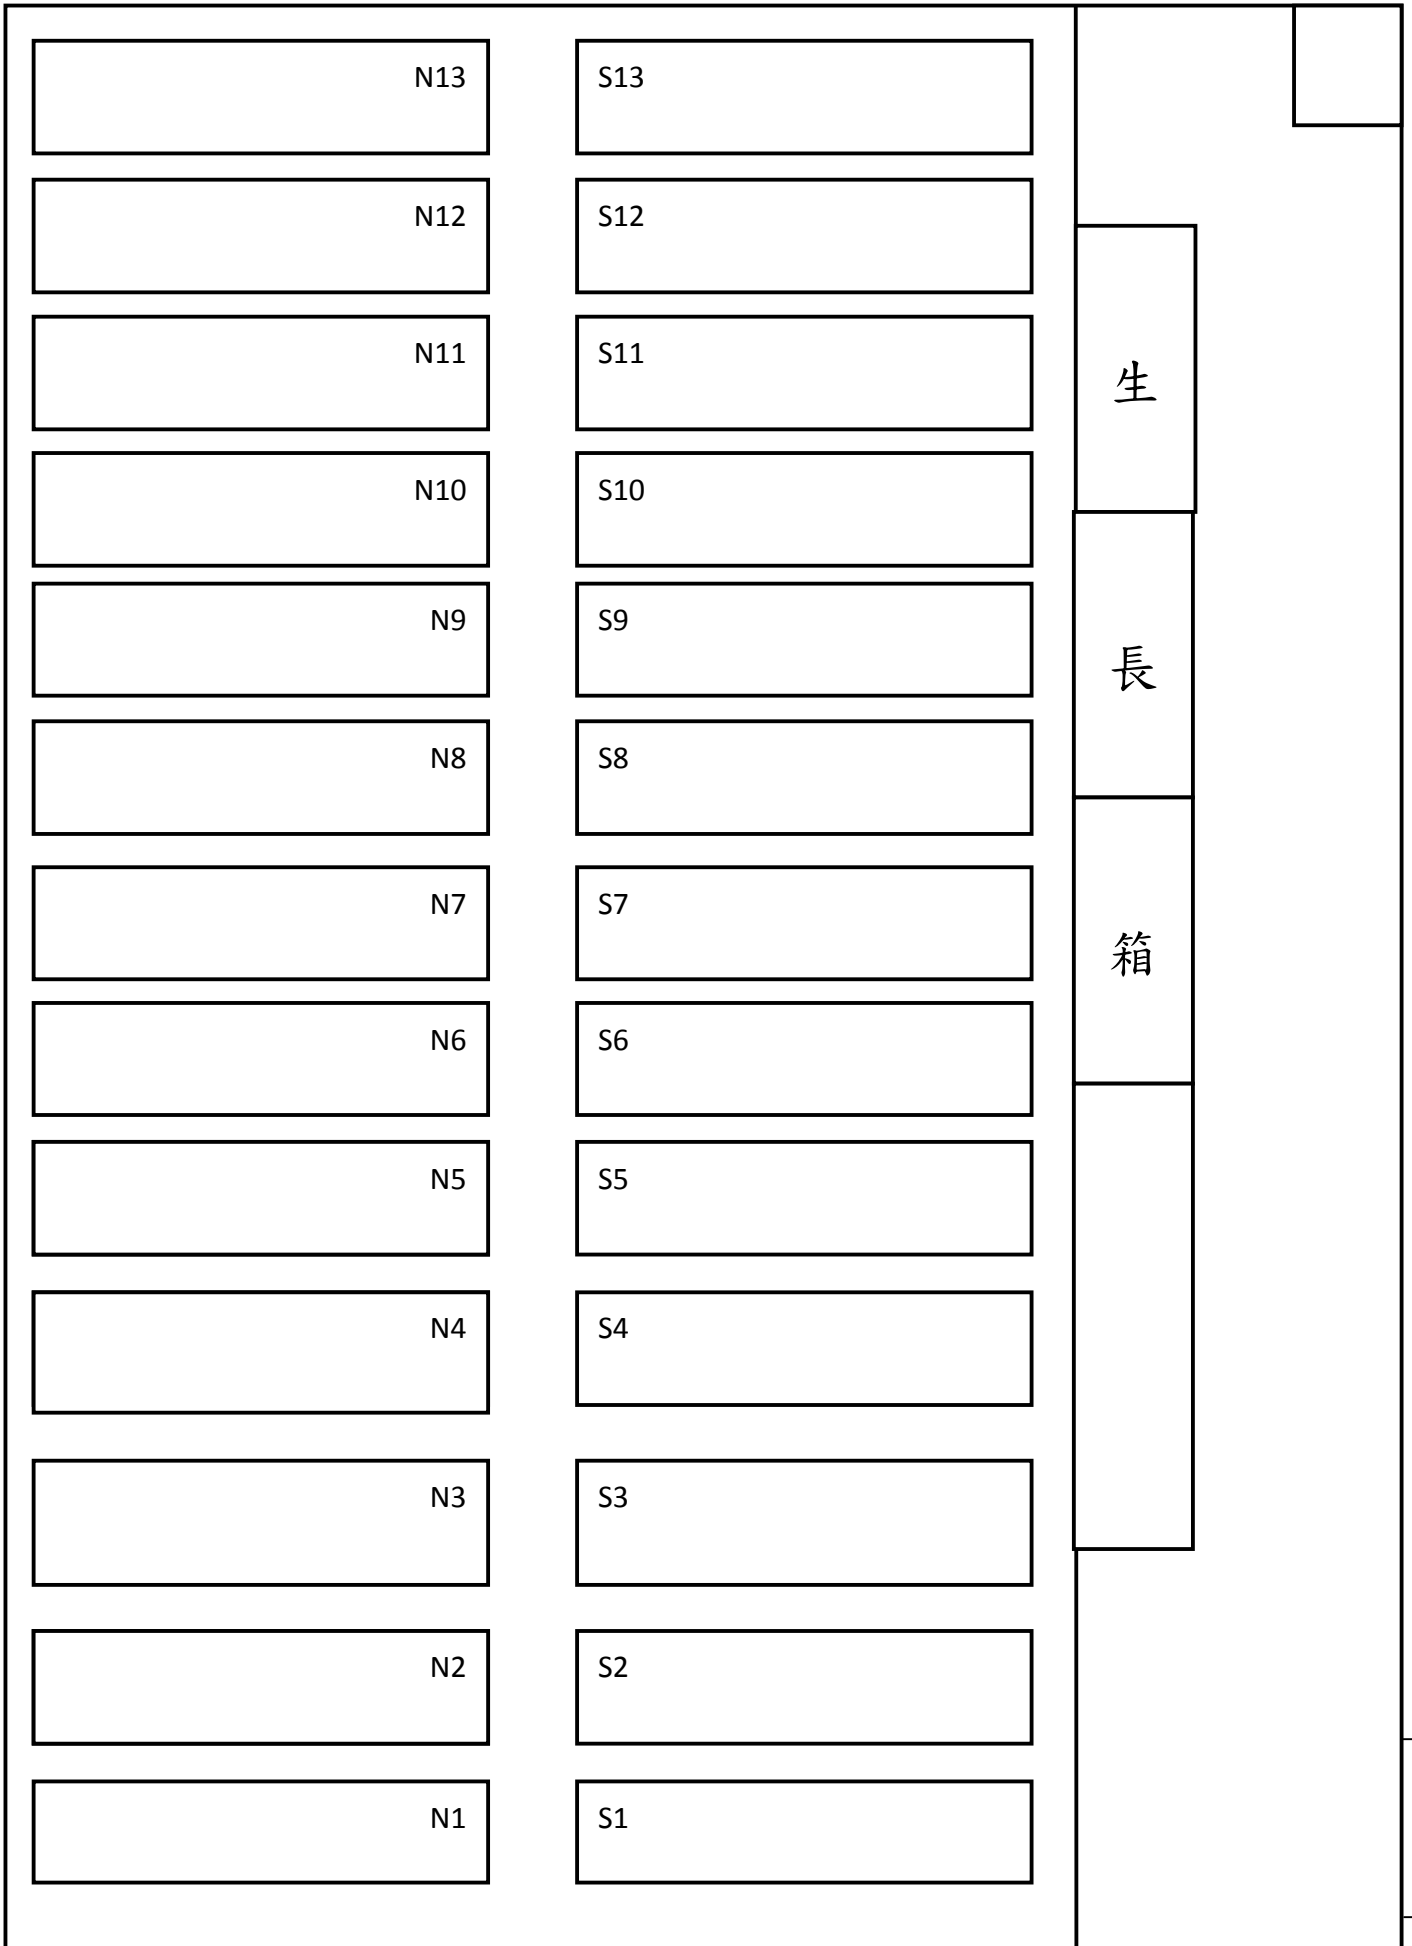 N13 S13
N12 S12
生
N11 S11
N10 S10
N9 S9
長
N8 S8
N7 S7
箱
N6 S6
N5 S5
N4 S4
N3 S3
N2 S2
N1 S1